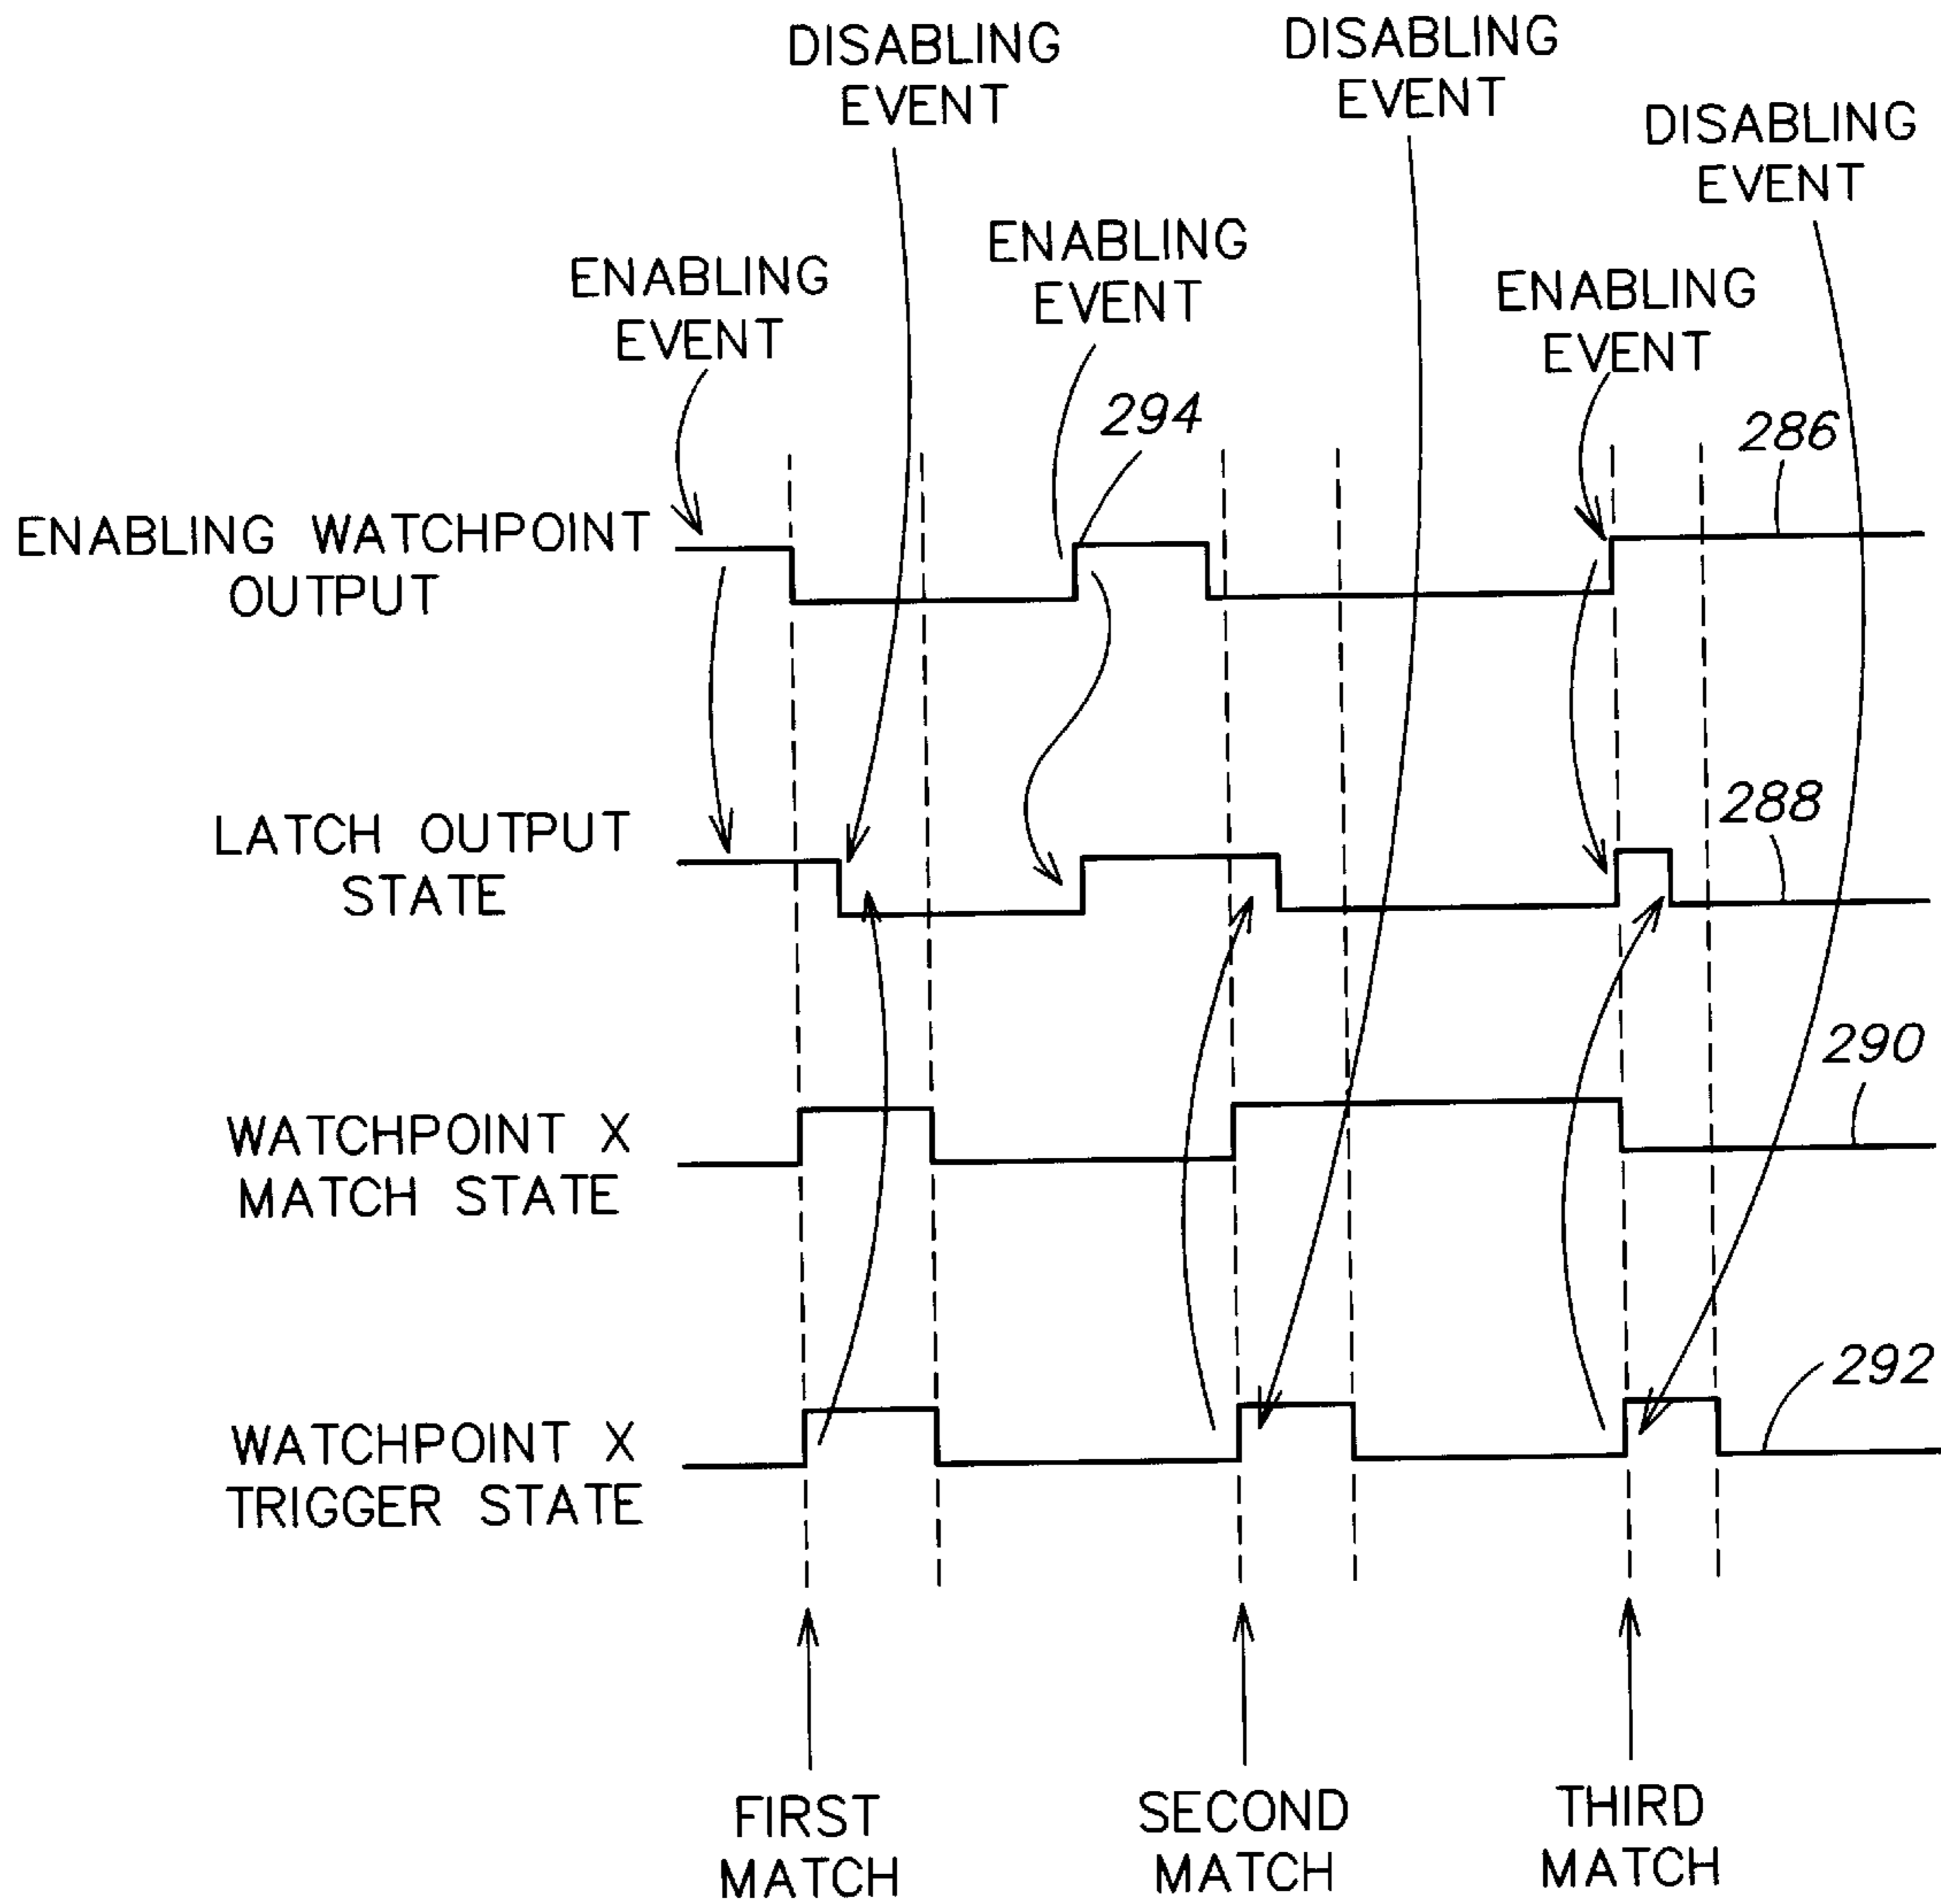 DISABLING
EVENT
DISABLING
EVENT
DISABLING
EVENT
ENABLING
EVENT
ENABLING
EVENT
ENABLING
EVENT
294
286
ENABLING WATCHPOINT
OUTPUT
288
LATCH OUTPUT
STATE
290
WATCHPOINT X
MATCH STATE
292
WATCHPOINT X
TRIGGER STATE
FIRST
MATCH
SECOND
MATCH
THIRD
MATCH